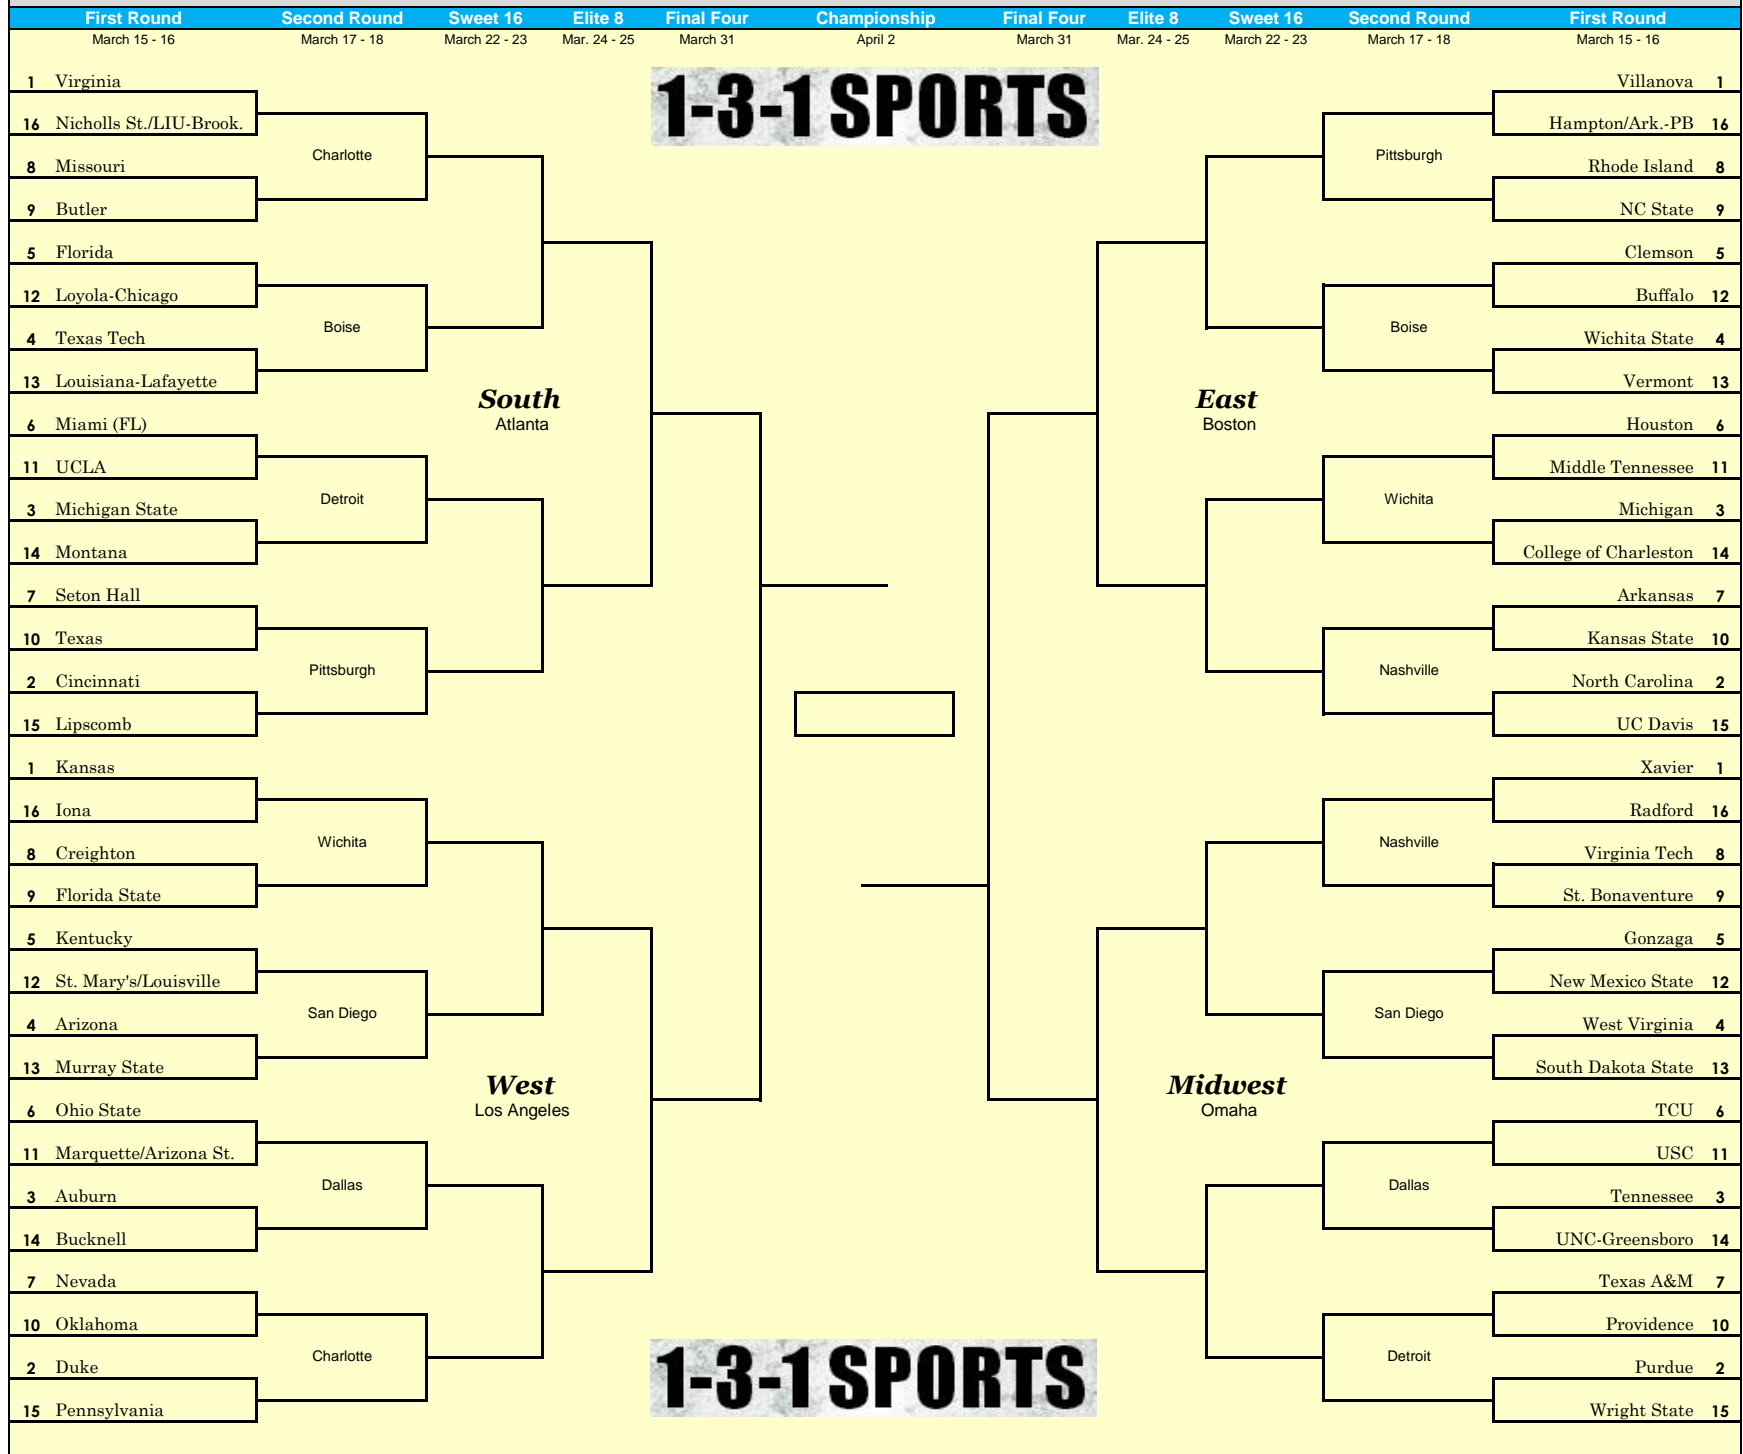 First Round Second Round Sweet 16 Elite 8 Final Four Championship Final Four Elite 8 Sweet 16 Second Round First Round
March 15 - 16 March 17 - 18 March 22 - 23 Mar. 24 - 25 March 31 April 2 March 31 Mar. 24 - 25 March 22 - 23 March 17 - 18 March 15 - 16
1-3-1 SPORTS
1 Virginia
16 Nicholls St./LIU-Brook.
Charlotte
8 Missouri
9 Butler
5 Florida
12 Loyola-Chicago
Boise
4 Texas Tech
13 Louisiana-Lafayette
South
Atlanta
6 Miami (FL)
11 UCLA
Detroit
3 Michigan State
14 Montana
7 Seton Hall
10 Texas
Pittsburgh
2 Cincinnati
15 Lipscomb
1 Kansas
16 Iona
Wichita
8 Creighton
9 Florida State
5 Kentucky
12 St. Mary's/Louisville
San Diego
4 Arizona
13 Murray State
West
Los Angeles
6 Ohio State
11 Marquette/Arizona St.
Dallas
3 Auburn
14 Bucknell
7 Nevada
10 Oklahoma
Charlotte
2 Duke
15 Pennsylvania
Villanova 1
Hampton/Ark.-PB 16
Pittsburgh
Rhode Island 8
NC State 9
Clemson 5
Buffalo 12
Boise
Wichita State 4
Vermont 13
East
Boston
Houston 6
Middle Tennessee 11
Wichita
Michigan 3
College of Charleston 14
Arkansas 7
Kansas State 10
Nashville
North Carolina 2
UC Davis 15
Xavier 1
Radford 16
Nashville
Virginia Tech 8
St. Bonaventure 9
Gonzaga 5
New Mexico State 12
San Diego
West Virginia 4
South Dakota State 13
Midwest
Omaha
TCU 6
USC 11
Dallas
Tennessee 3
UNC-Greensboro 14
Texas A&M 7
Providence 10
Detroit
Purdue 2
Wright State 15
1-3-1 SPORTS